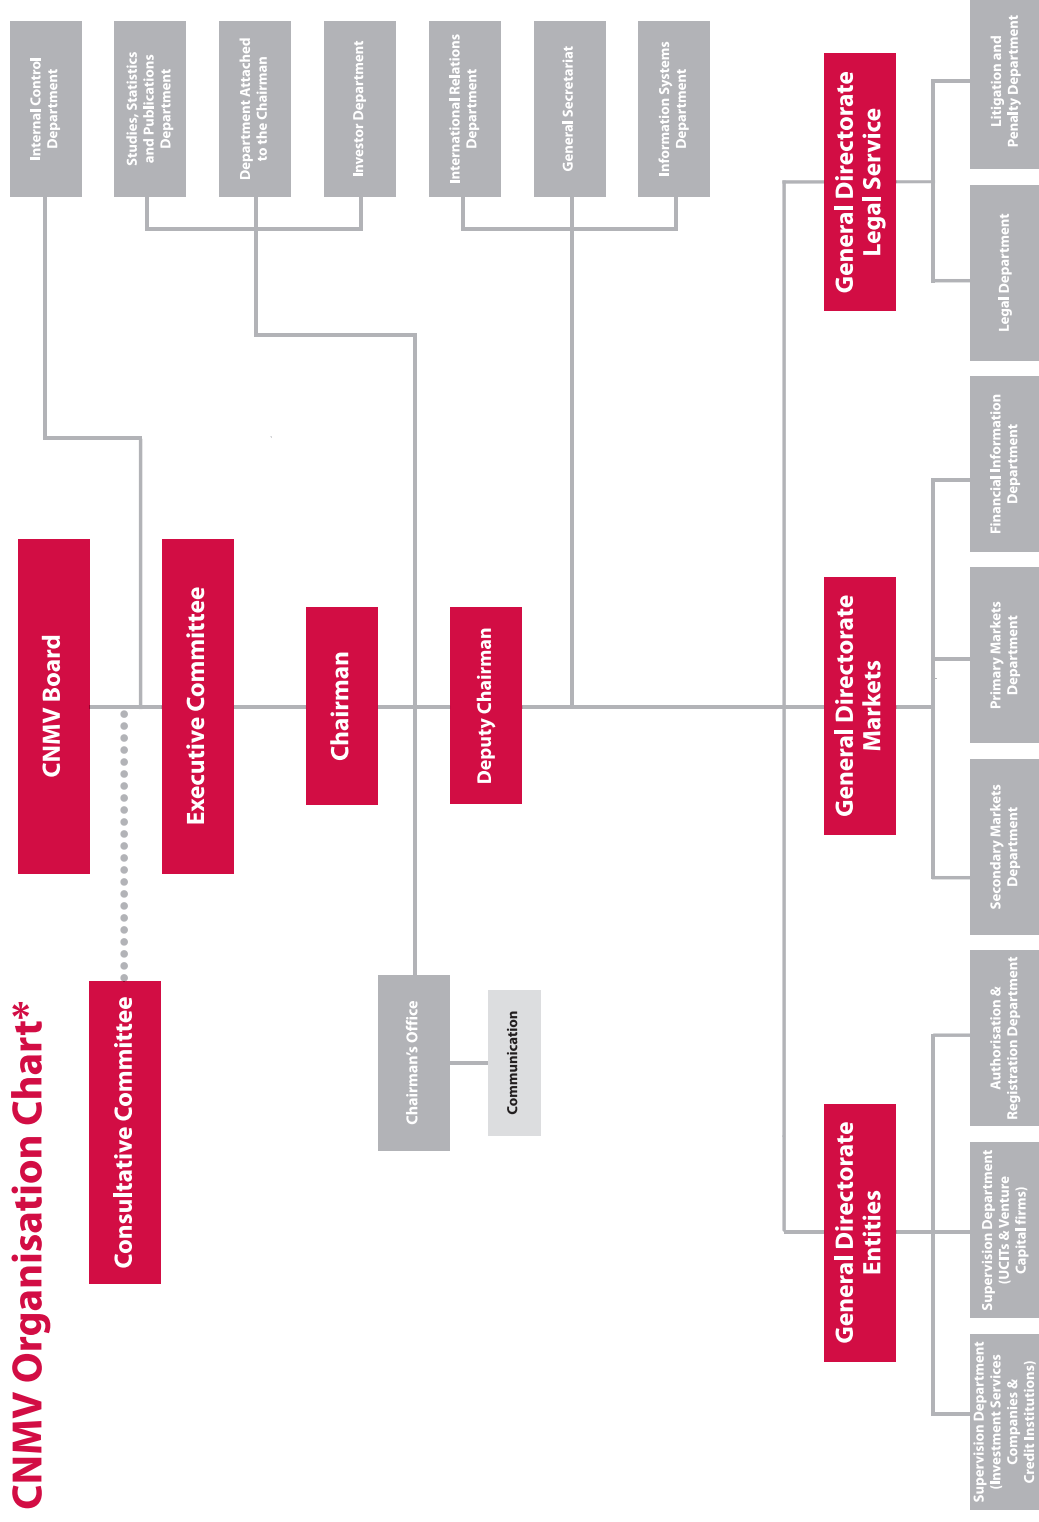 CNMV Organisation Chart*
CNMV Board
Consultative Committee
Executive Committee
Chairman
Deputy Chairman
Chairman's Office
Communication
Internal Control
Department
Studies, Statistics
and Publications
Department
Department Attached
to the Chairman
Investor Department
International Relations
Department
General Secretariat
Information Systems
Department
General Directorate
Entities
General Directorate
Markets
General Directorate
Legal Service
Supervision Department
(Investment Services
Companies &
Credit Institutions)
Supervision Department
(UCITs & Venture
Capital firms)
Authorisation &
Registration Department
Secondary Markets
Department
Primary Markets
Department
Financial Information
Department
Legal Department
Litigation and
Penalty Department